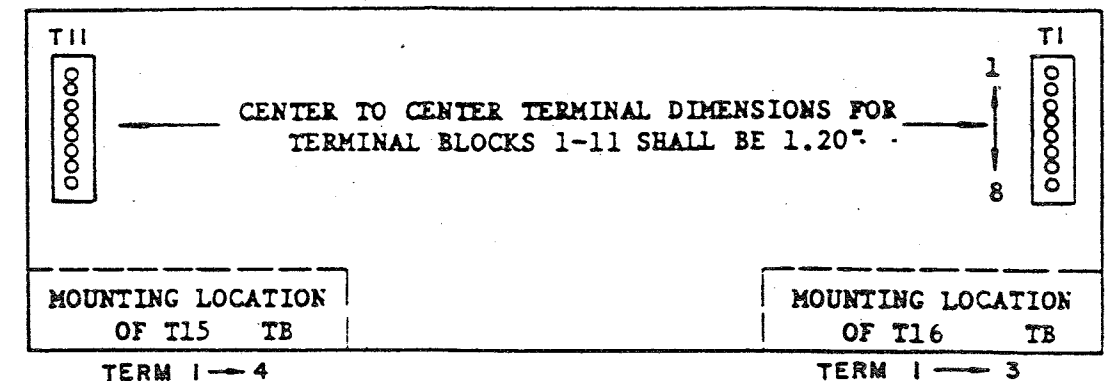 T11
T1
1
CENTER TO CENTER TERMINAL DIMENSIONS FOR
TERMINAL BLOCKS 1-11 SHALL BE 1.20".
8
MOUNTING LOCATION
OF T15 TB
MOUNTING LOCATION
OF T16 TB
TERM 1 → 4
TERM 1 → 3